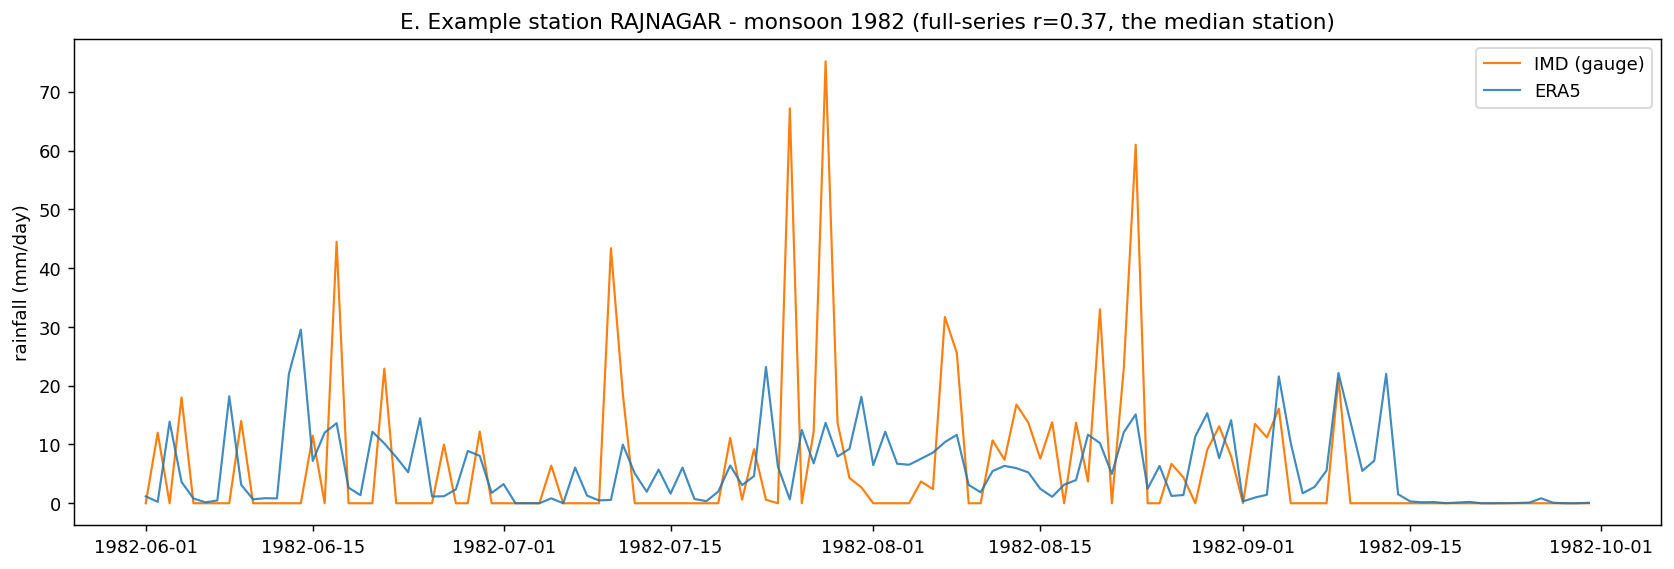 E. Example station RAJNAGAR - monsoon 1982 (full-series r=0.37, the median station)
IMD (gauge)
ERA5
rainfall (mm/day)
70
60
50
40
30
20
10
0
1982-06-01 1982-06-15 1982-07-01 1982-07-15 1982-08-01 1982-08-15 1982-09-01 1982-09-15 1982-10-01